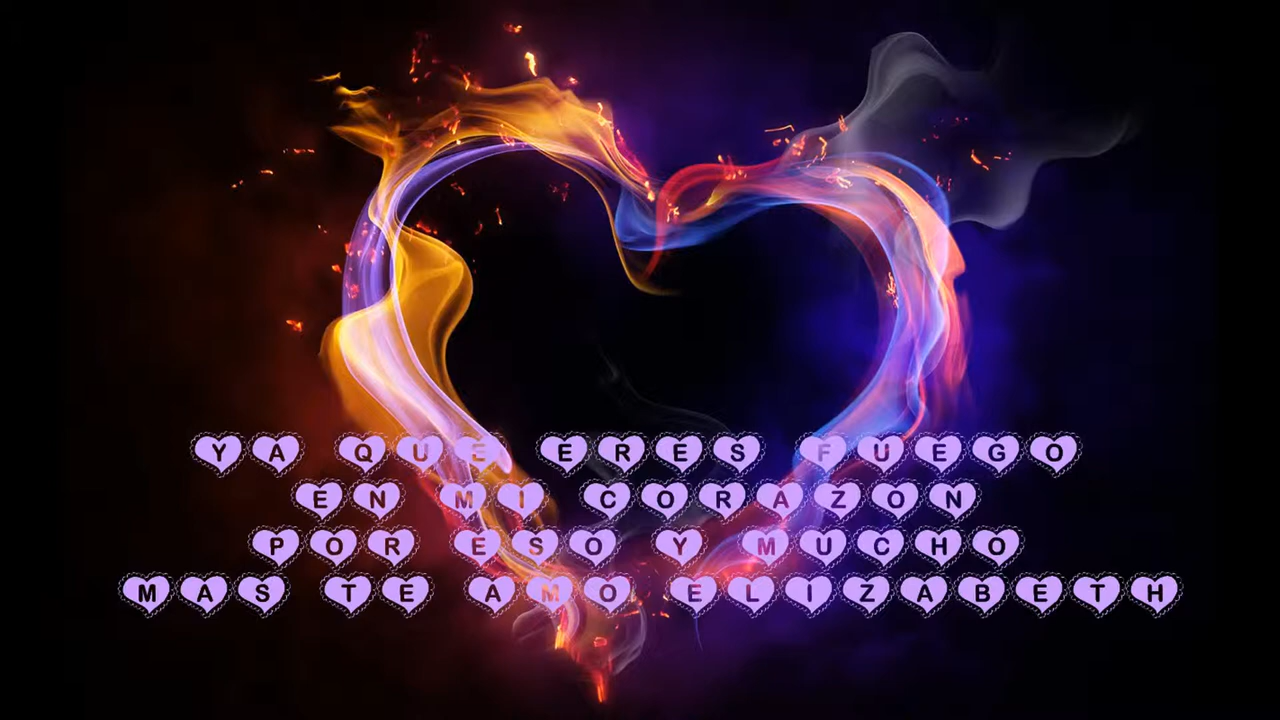 YA QUE ERES FUEGO
EN MI CORAZON
POR ESO Y MUCHO
MAS TE AMO ELIZABETH